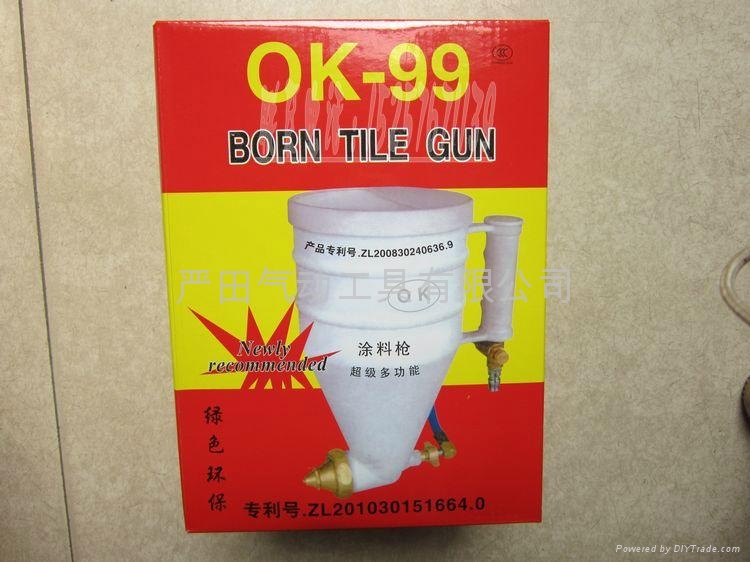 OK-99
BORN TILE GUN
产品专利号.ZL200830240636.9
严田气动工具有限公司
OK
涂料枪
超级多功能
Newly
recommended
绿色环保
专利号.ZL201030151664.0
Powered by DIYTrade.com